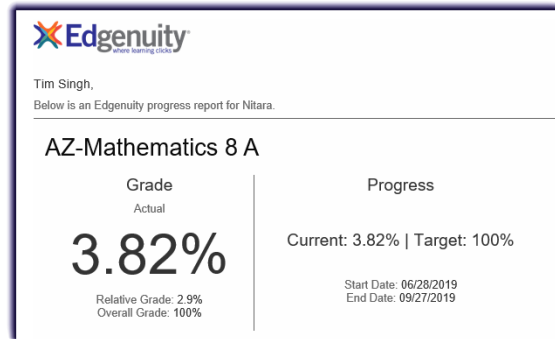 Edgenuity
where learning clicks
Tim Singh,
Below is an Edgenuity progress report for Nitara.
AZ-Mathematics 8 A
Grade
Actual
3.82%
Relative Grade: 2.9%
Overall Grade: 100%
Progress
Current: 3.82% | Target: 100%
Start Date: 06/28/2019
End Date: 09/27/2019